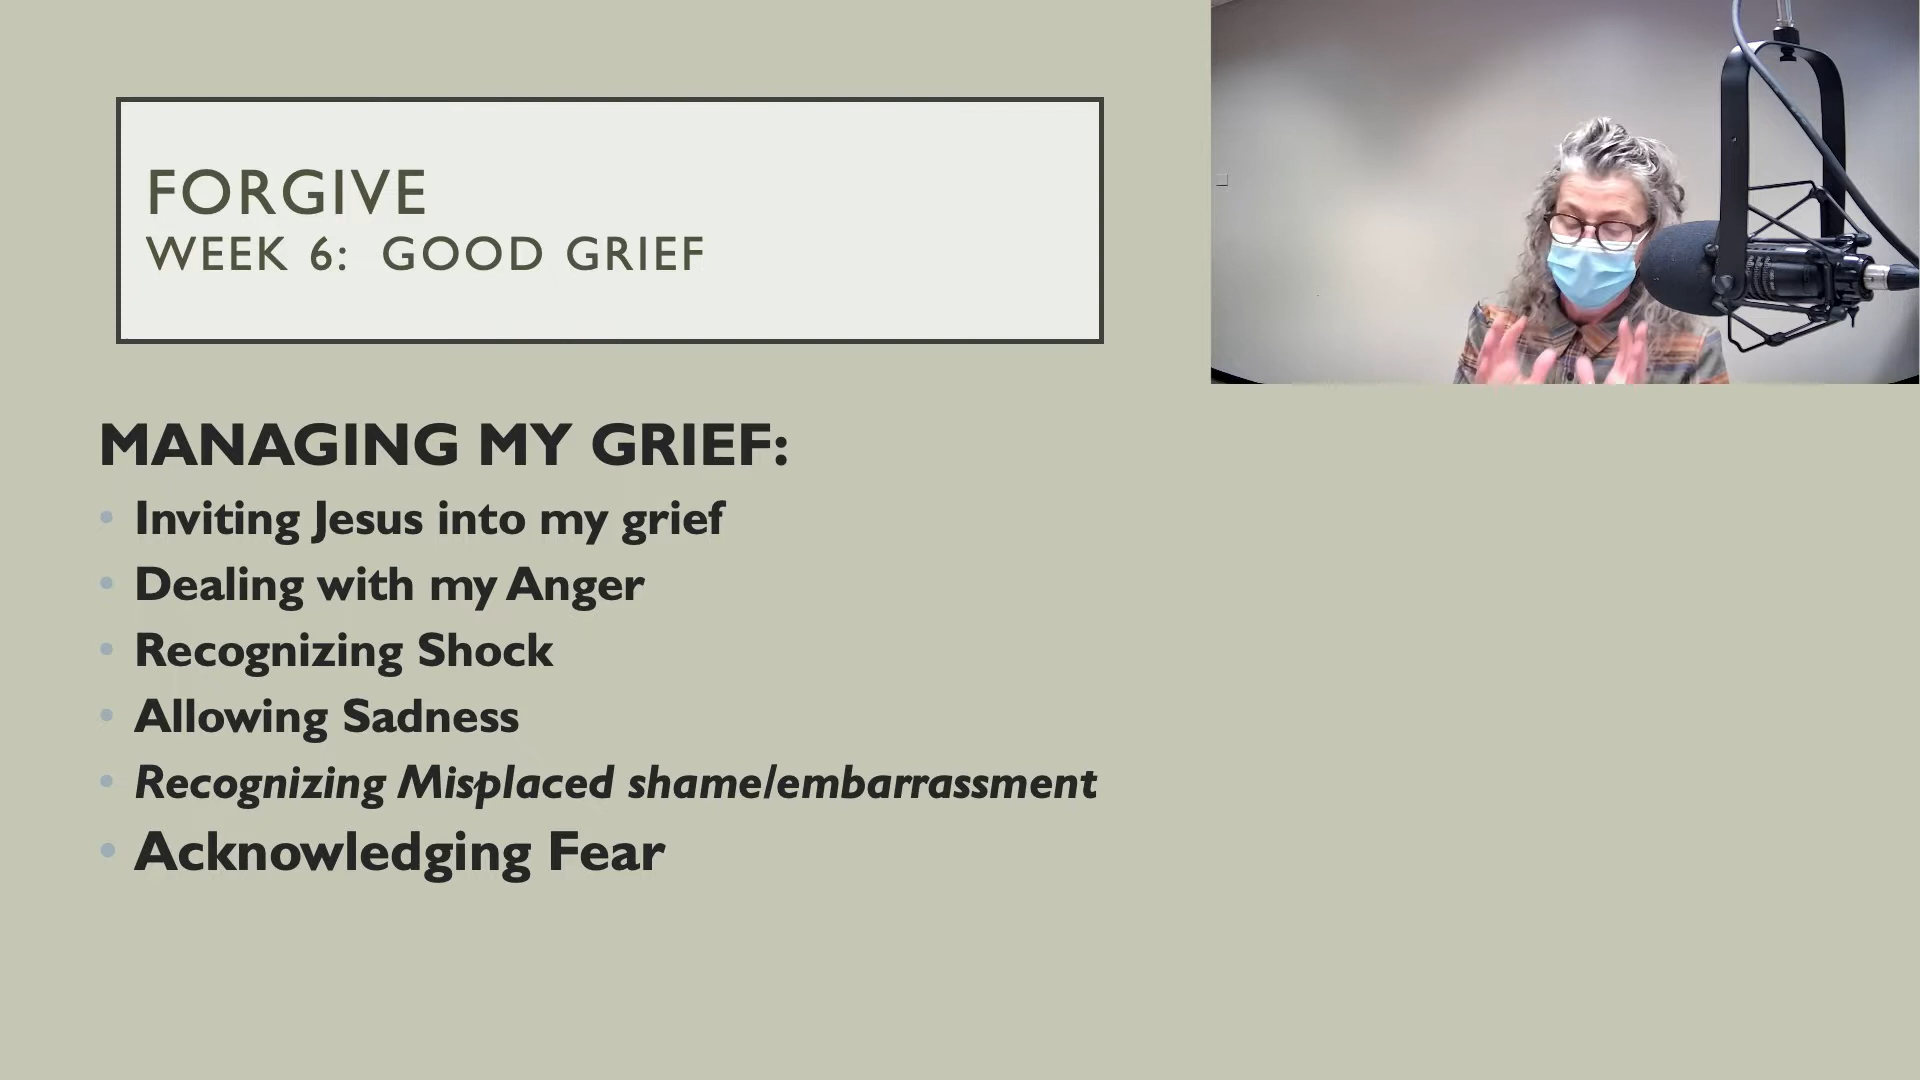 FORGIVE
WEEK 6: GOOD GRIEF
MANAGING MY GRIEF:
• Inviting Jesus into my grief
• Dealing with my Anger
• Recognizing Shock
• Allowing Sadness
• Recognizing Misplaced shame/embarrassment
• Acknowledging Fear